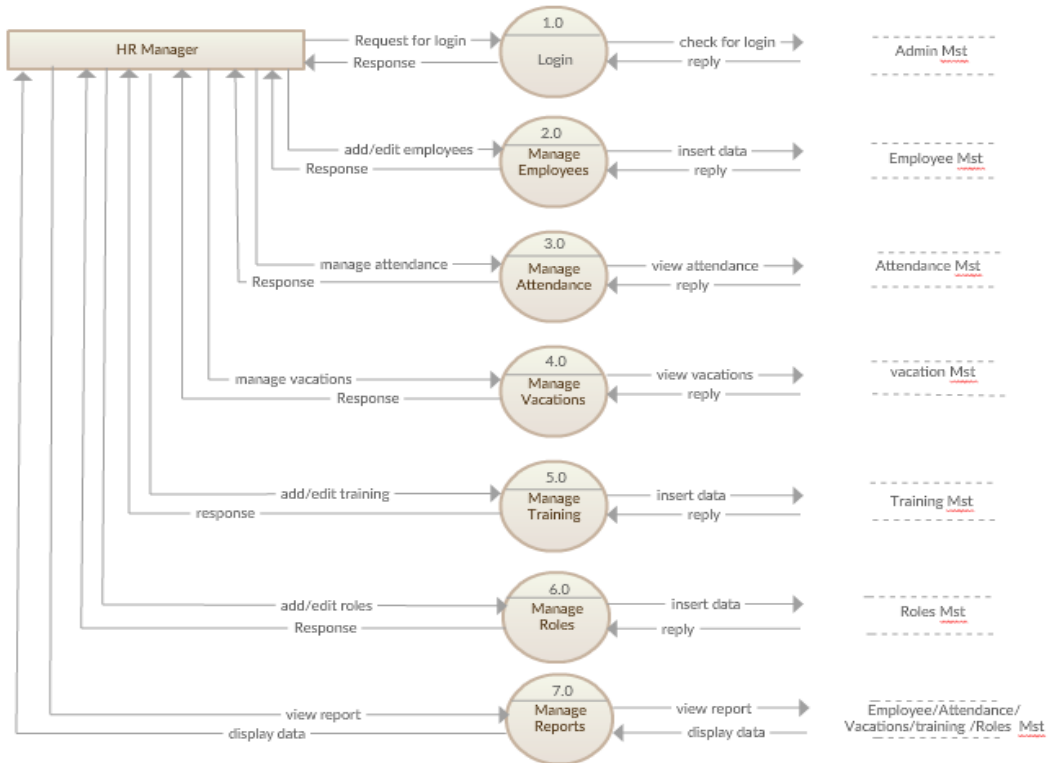 HR Manager
Request for login
Response
1.0
Login
check for login
reply
Admin Mst
add/edit employees
Response
2.0
Manage
Employees
insert data
reply
Employee Mst
manage attendance
Response
3.0
Manage
Attendance
view attendance
reply
Attendance Mst
manage vacations
Response
4.0
Manage
Vacations
view vacations
reply
vacation Mst
add/edit training
response
5.0
Manage
Training
insert data
reply
Training Mst
add/edit roles
Response
6.0
Manage
Roles
insert data
reply
Roles Mst
view report
display data
7.0
Manage
Reports
view report
display data
Employee/Attendance/
Vacations/training /Roles Mst